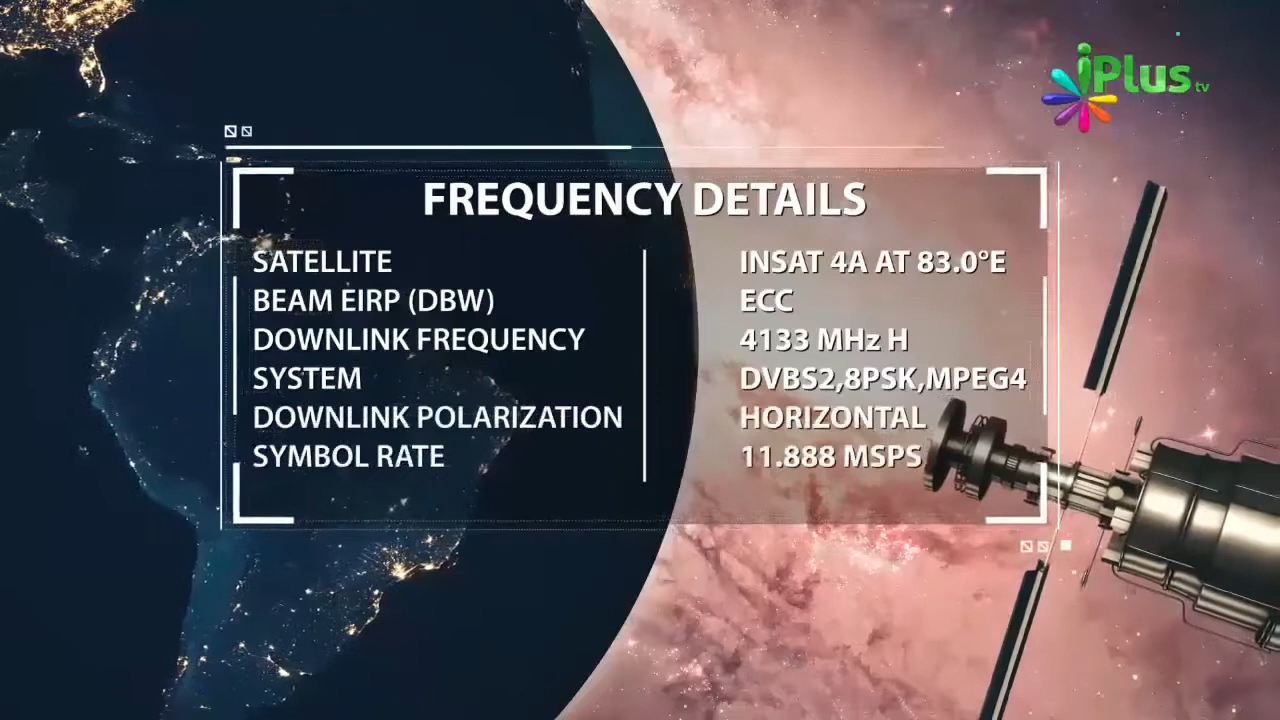 iPlus tv
FREQUENCY DETAILS
SATELLITE INSAT 4A AT 83.0°E
BEAM EIRP (DBW) ECC
DOWNLINK FREQUENCY 4133 MHz H
SYSTEM DVBS2,8PSK,MPEG4
DOWNLINK POLARIZATION HORIZONTAL
SYMBOL RATE 11.888 MSPS